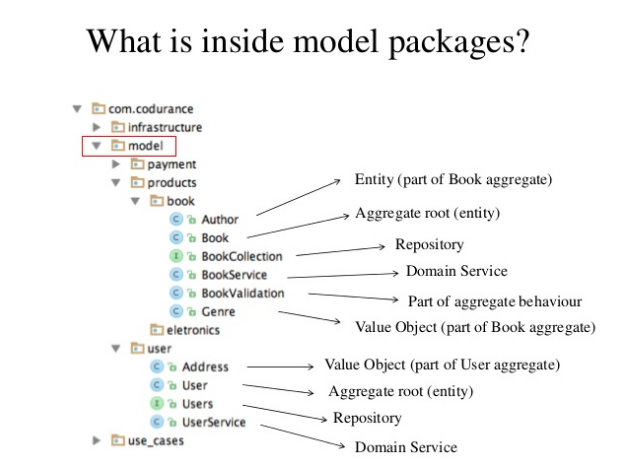 What is inside model packages?
com.codurance
infrastructure
model
payment
products
book
Author
Entity (part of Book aggregate)
Book
Aggregate root (entity)
BookCollection
Repository
BookService
Domain Service
BookValidation
Part of aggregate behaviour
Genre
Value Object (part of Book aggregate)
eletronics
user
Address
Value Object (part of User aggregate)
User
Aggregate root (entity)
Users
Repository
UserService
Domain Service
use_cases